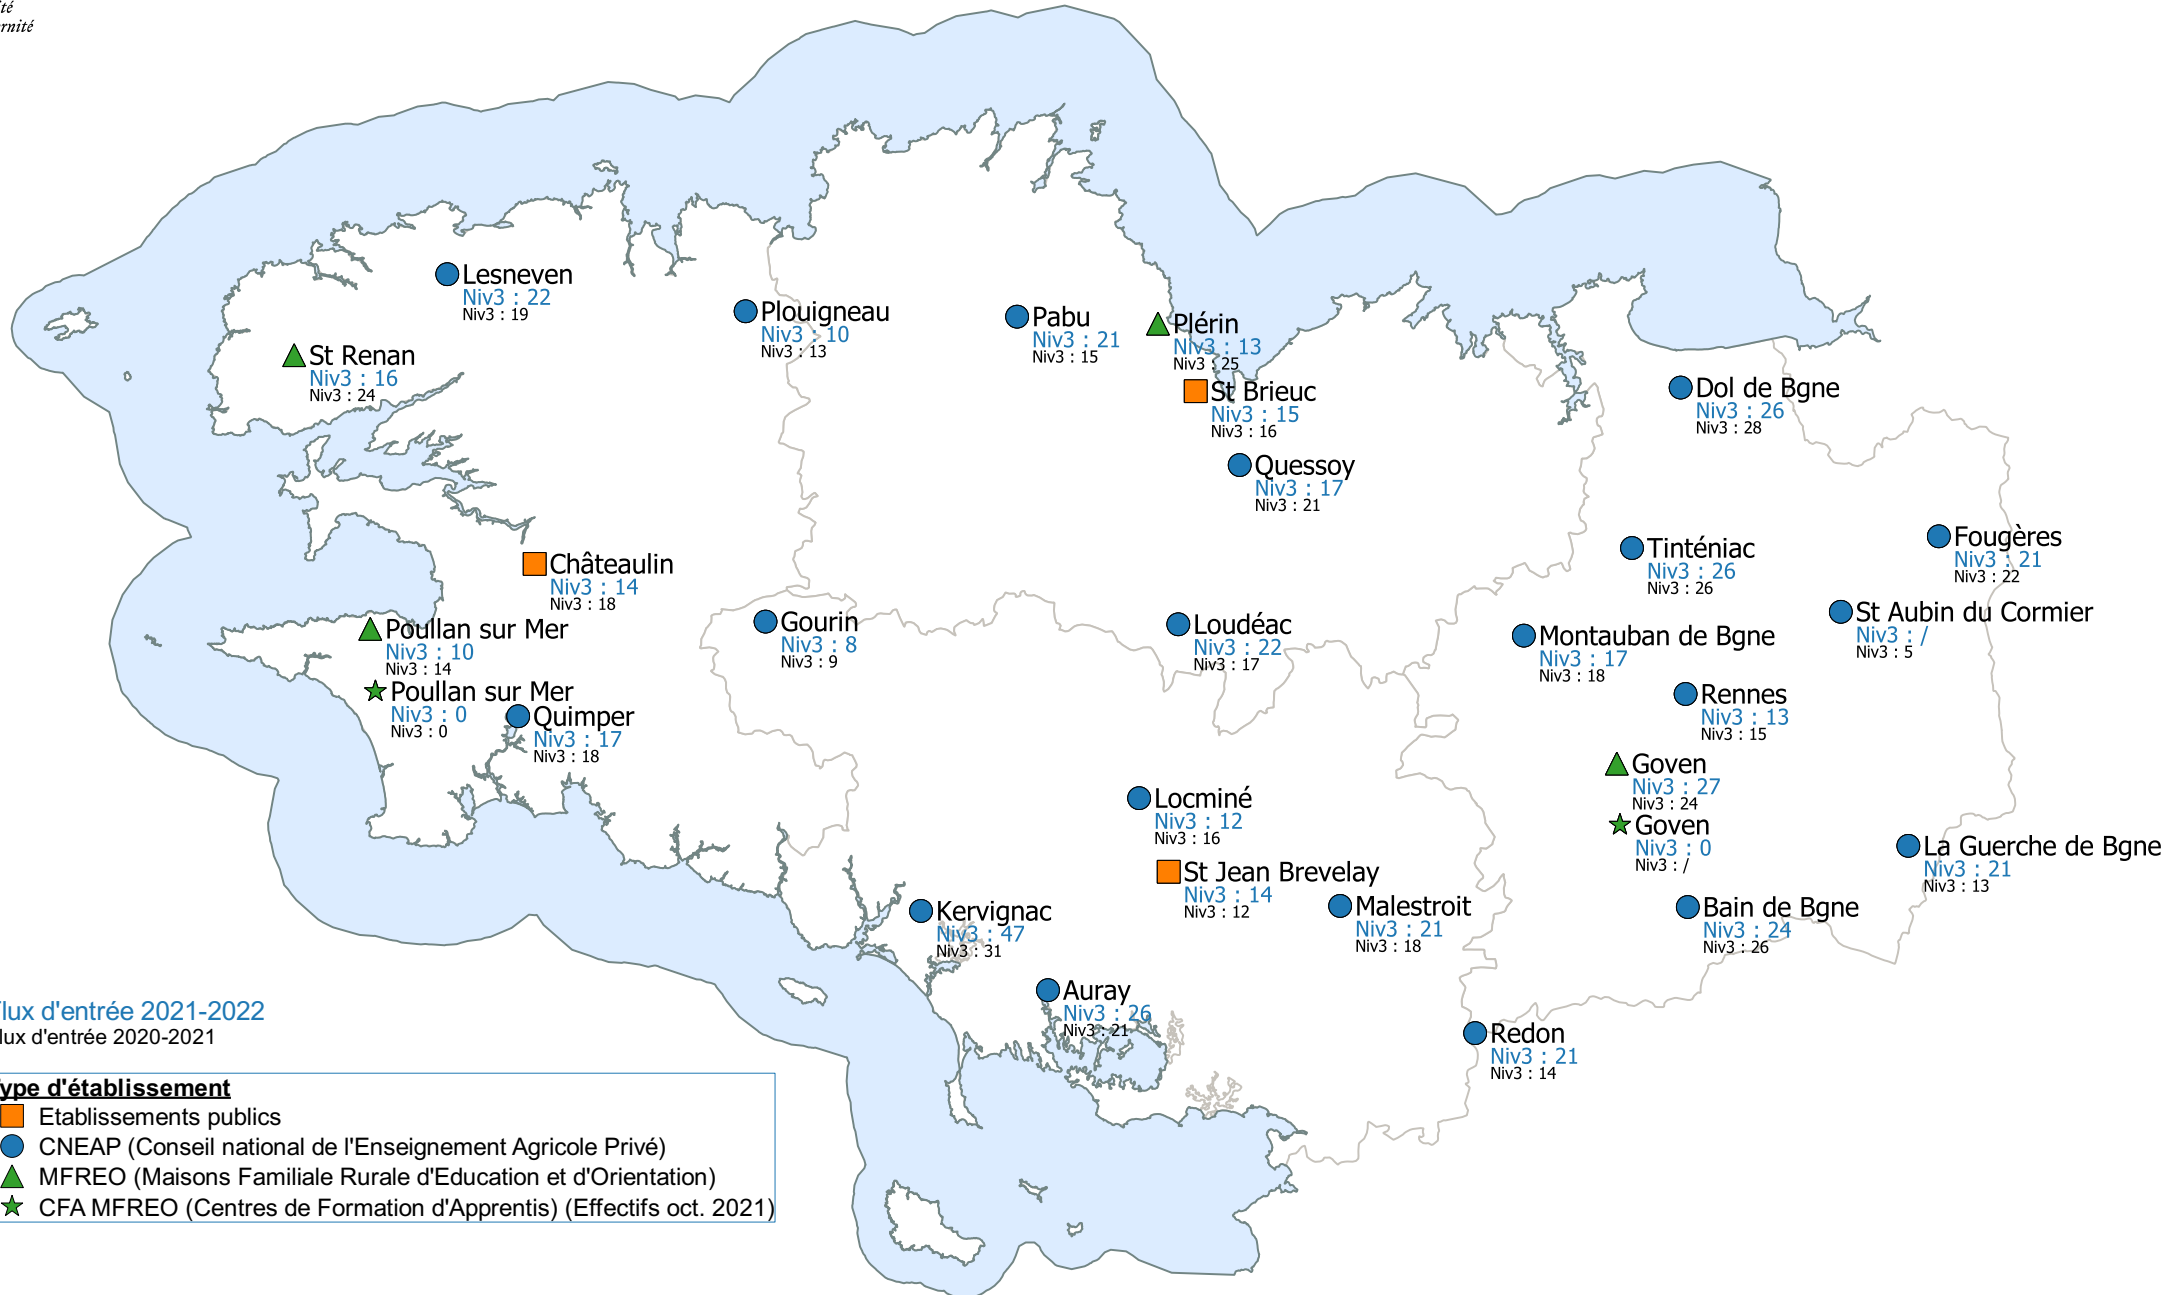 té
rnité
Lesneven
Niv3 : 22
Niv3 : 19
Plouigneau
Niv3 : 10
Niv3 : 13
Pabu
Niv3 : 21
Niv3 : 15
Plérin
Niv3 : 13
Niv3 : 25
St Renan
Niv3 : 16
Niv3 : 24
St Brieuc
Niv3 : 15
Niv3 : 16
Dol de Bgne
Niv3 : 26
Niv3 : 28
Quessoy
Niv3 : 17
Niv3 : 21
Châteaulin
Niv3 : 14
Niv3 : 18
Tinténiac
Niv3 : 26
Niv3 : 26
Fougères
Niv3 : 21
Niv3 : 22
Poullan sur Mer
Niv3 : 10
Niv3 : 14
Gourin
Niv3 : 8
Niv3 : 9
Loudéac
Niv3 : 22
Niv3 : 17
Montauban de Bgne
Niv3 : 17
Niv3 : 18
St Aubin du Cormier
Niv3 : /
Niv3 : 5
Poullan sur Mer
Niv3 : 0
Niv3 : 0
Quimper
Niv3 : 17
Niv3 : 18
Rennes
Niv3 : 13
Niv3 : 15
Goven
Niv3 : 27
Niv3 : 24
Goven
Niv3 : 0
Niv3 : /
Locminé
Niv3 : 12
Niv3 : 16
La Guerche de Bgne
Niv3 : 21
Niv3 : 13
St Jean Brevelay
Niv3 : 14
Niv3 : 12
Kervignac
Niv3 : 47
Niv3 : 31
Malestroit
Niv3 : 21
Niv3 : 18
Bain de Bgne
Niv3 : 24
Niv3 : 26
Auray
Niv3 : 26
Niv3 : 21
Redon
Niv3 : 21
Niv3 : 14
lux d'entrée 2021-2022
lux d'entrée 2020-2021
ype d'établissement
Etablissements publics
CNEAP (Conseil national de l'Enseignement Agricole Privé)
MFREO (Maisons Familiale Rurale d'Education et d'Orientation)
CFA MFREO (Centres de Formation d'Apprentis) (Effectifs oct. 2021)